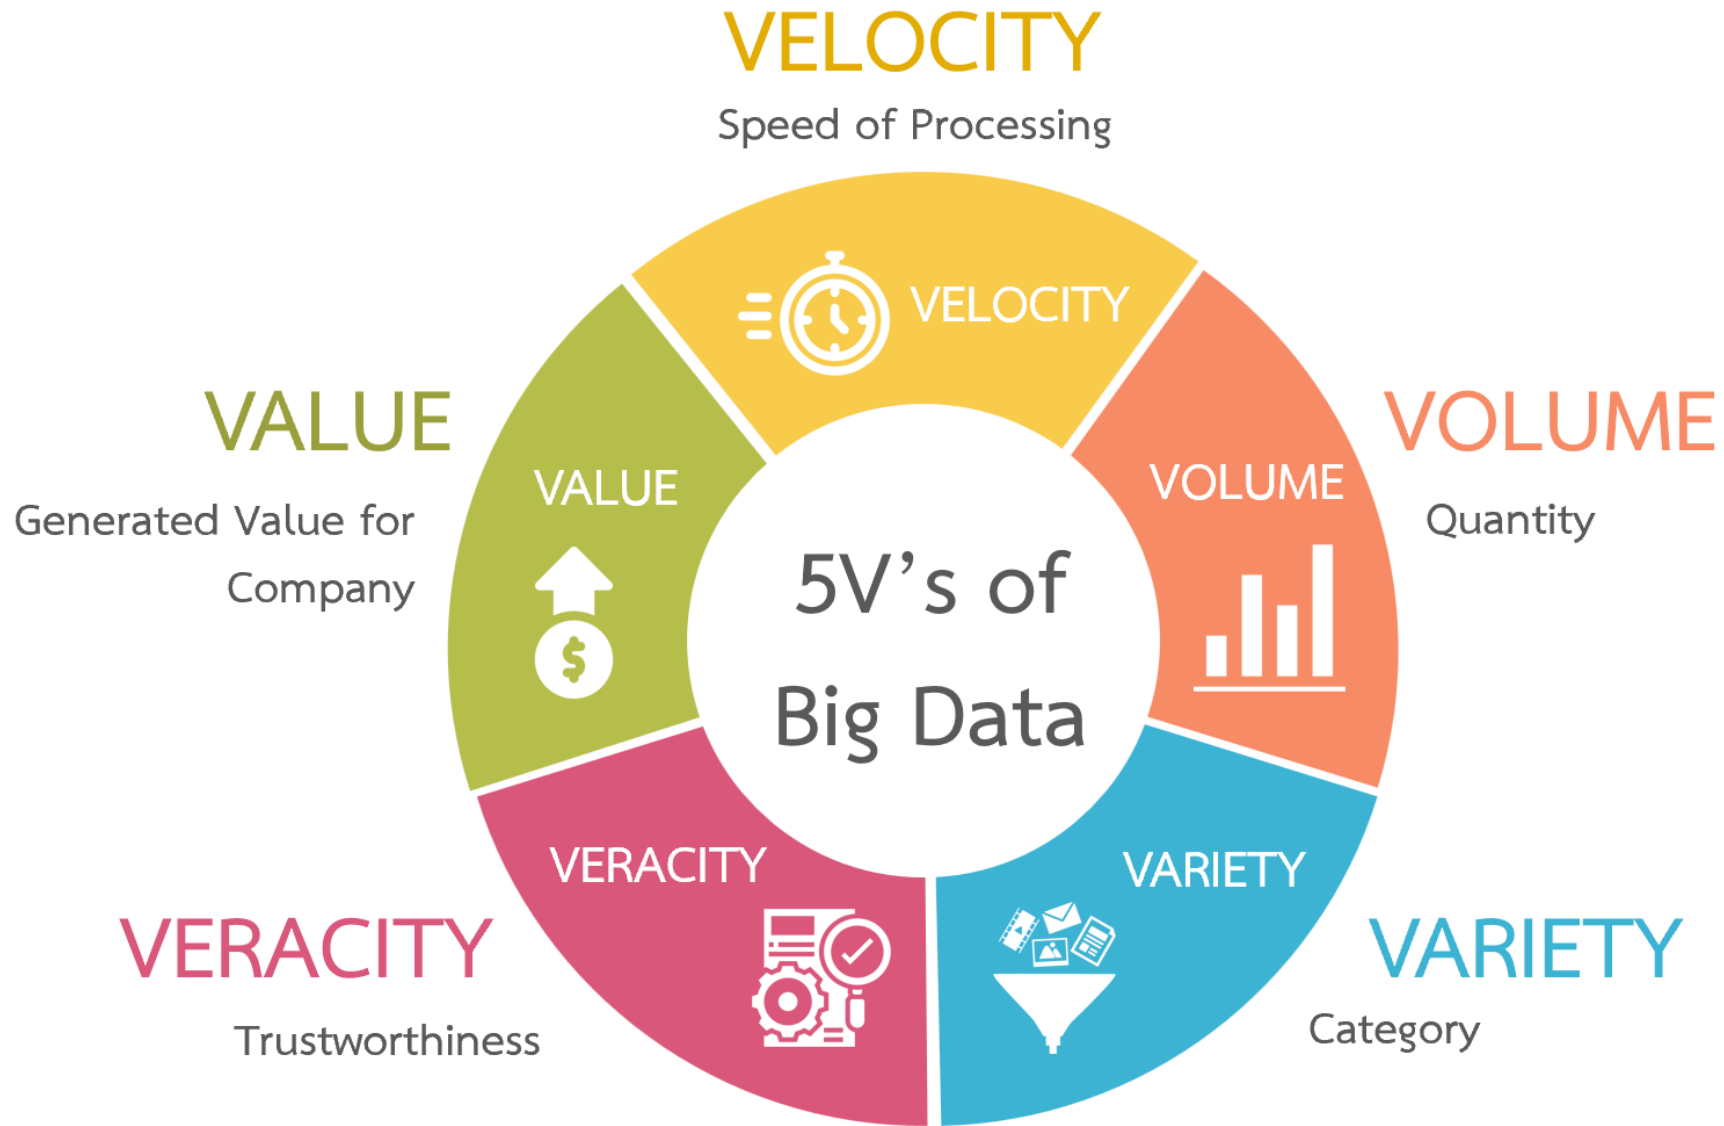 VELOCITY
Speed of Processing
VELOCITY
VALUE
Generated Value for
Company
VALUE
VOLUME
VOLUME
Quantity
5V's of
Big Data
VERACITY
VERACITY
Trustworthiness
VARIETY
VARIETY
Category
$